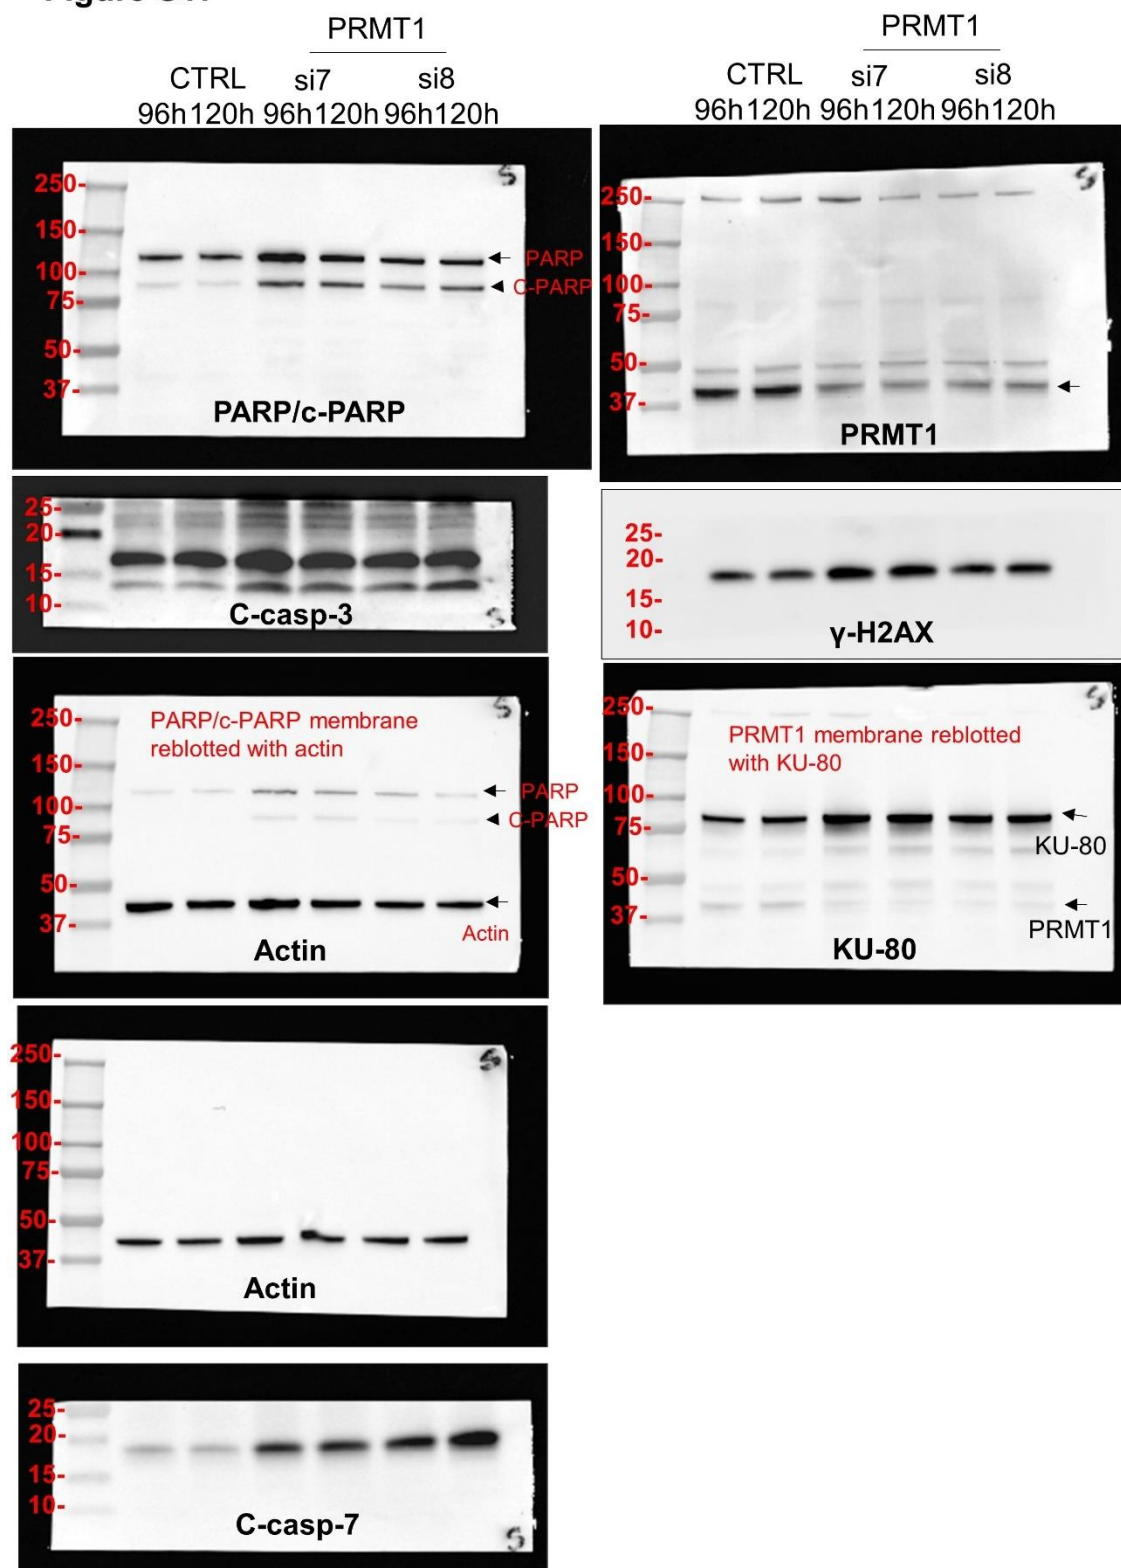 PRMT1
CTRL si7 si8
96h 120h 96h 120h 96h 120h
250-
150-
100-
75-
50-
37-
PARP
C-PARP
PARP/c-PARP
25-
20-
15-
10-
C-casp-3
250-
150-
100-
75-
50-
37-
PARP/c-PARP membrane
reblotted with actin
PARP
C-PARP
Actin
Actin
250-
150-
100-
75-
50-
37-
Actin
25-
20-
15-
10-
C-casp-7
PRMT1
CTRL si7 si8
96h 120h 96h 120h 96h 120h
250-
150-
100-
75-
50-
37-
PRMT1
25-
20-
15-
10-
γ-H2AX
250-
150-
100-
75-
50-
37-
PRMT1 membrane reblotted
with KU-80
KU-80
PRMT1
KU-80